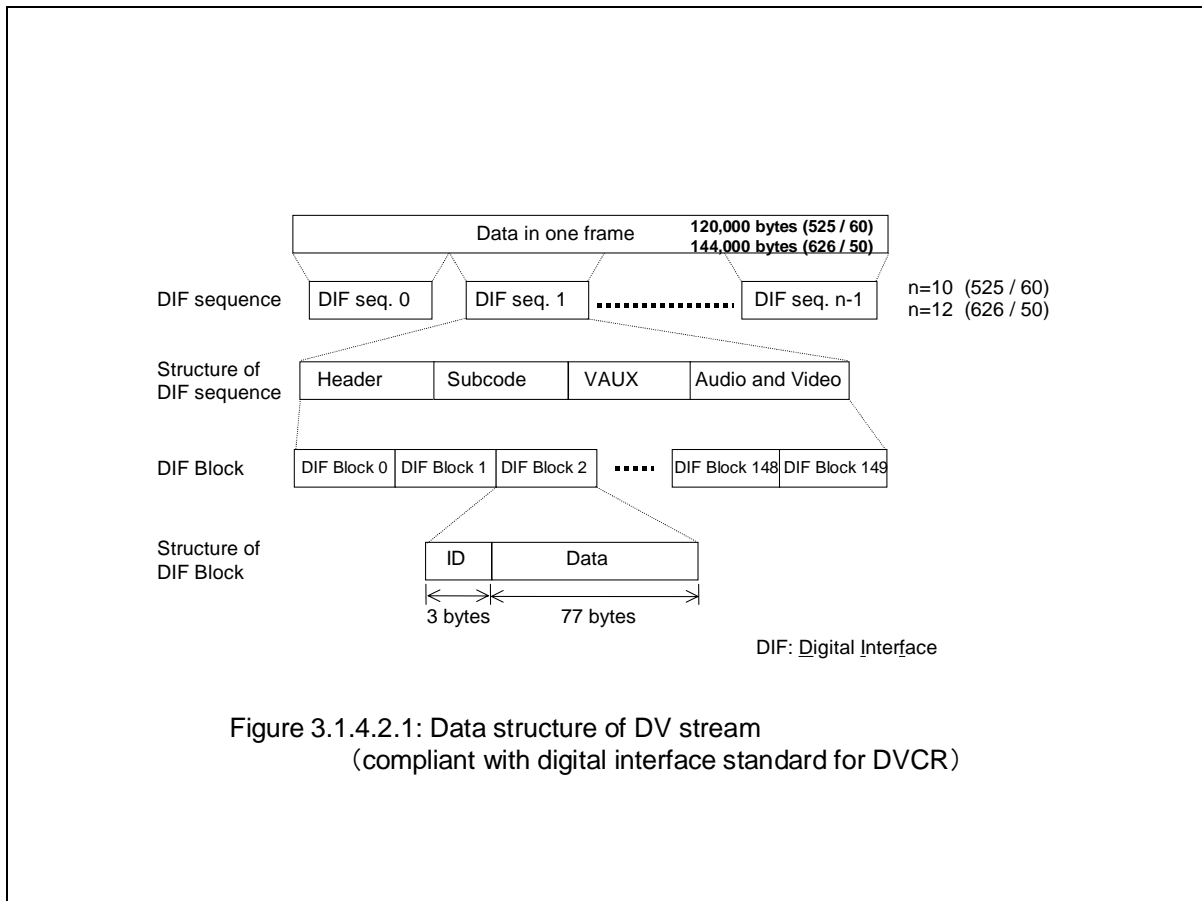 Data in one frame
120,000 bytes (525 / 60)
144,000 bytes (626 / 50)
DIF sequence
DIF seq. 0
DIF seq. 1
DIF seq. n-1
n=10 (525 / 60)
n=12 (626 / 50)
Structure of
DIF sequence
Header
Subcode
VAUX
Audio and Video
DIF Block
DIF Block 0
DIF Block 1
DIF Block 2
DIF Block 148
DIF Block 149
Structure of
DIF Block
ID
Data
3 bytes
77 bytes
DIF: Digital Interface
Figure 3.1.4.2.1: Data structure of DV stream
（compliant with digital interface standard for DVCR）